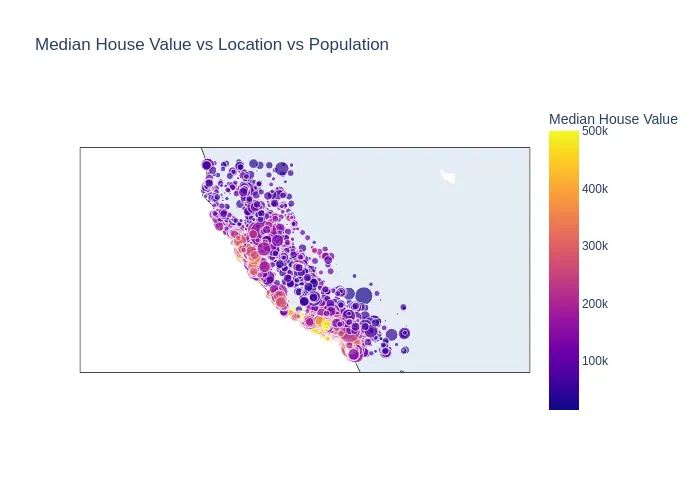 Median House Value vs Location vs Population
Median House Value
500k
400k
300k
200k
100k